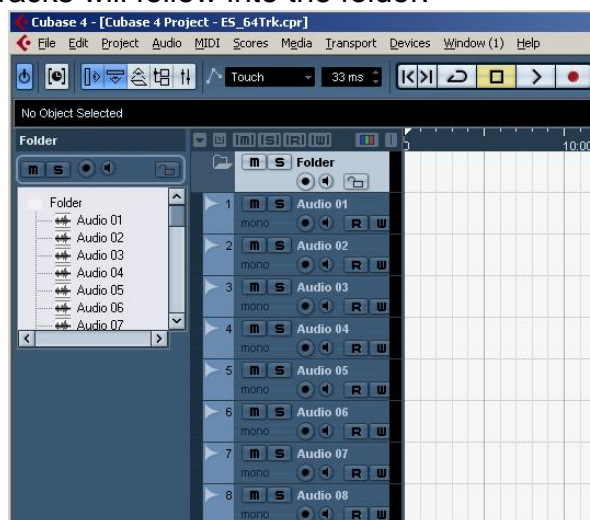 racks will follow into the folder.
Cubase 4 - [Cubase 4 Project - ES_64Trk.cpr]
File Edit Project Audio MIDI Scores Media Transport Devices Window (1) Help
Touch 33 ms
No Object Selected
Folder
m S
Folder
Audio 01
Audio 02
Audio 03
Audio 04
Audio 05
Audio 06
Audio 07
[m] [S] [R] [W]
5 10:00
m S Folder
1 m S Audio 01
mono R W
2 m S Audio 02
mono R W
3 m S Audio 03
mono R W
4 m S Audio 04
mono R W
5 m S Audio 05
mono R W
6 m S Audio 06
mono R W
7 m S Audio 07
mono R W
8 m S Audio 08
mono R W